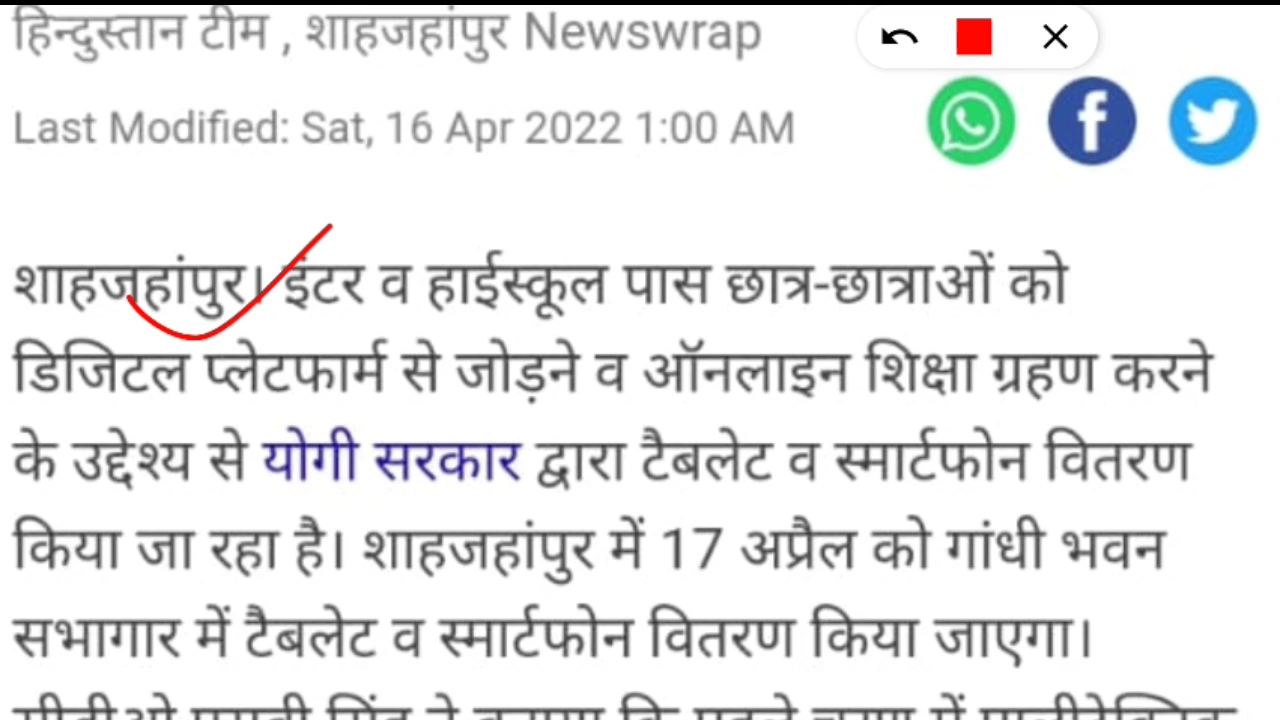 हिन्दुस्तान टीम , शाहजहांपुर Newswrap
Last Modified: Sat, 16 Apr 2022 1:00 AM
शाहजहांपुर। इंटर व हाईस्कूल पास छात्र-छात्राओं को
डिजिटल प्लेटफार्म से जोड़ने व ऑनलाइन शिक्षा ग्रहण करने
के उद्देश्य से योगी सरकार द्वारा टैबलेट व स्मार्टफोन वितरण
किया जा रहा है। शाहजहांपुर में 17 अप्रैल को गांधी भवन
सभागार में टैबलेट व स्मार्टफोन वितरण किया जाएगा।